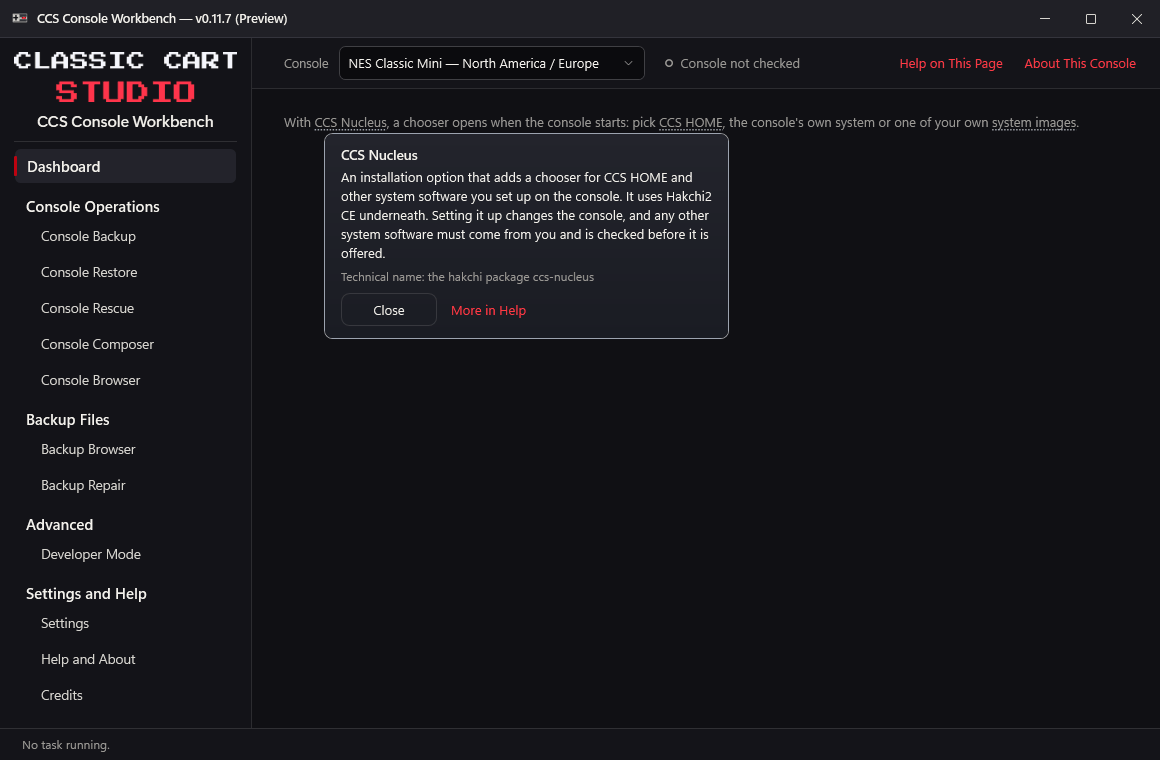 CCS Console Workbench — v0.11.7 (Preview)
CLASSIC CART
STUDIO
CCS Console Workbench
Dashboard
Console Operations
Console Backup
Console Restore
Console Rescue
Console Composer
Console Browser
Backup Files
Backup Browser
Backup Repair
Advanced
Developer Mode
Settings and Help
Settings
Help and About
Credits
Console
NES Classic Mini — North America / Europe
Console not checked
Help on This Page
About This Console
With CCS Nucleus, a chooser opens when the console starts: pick CCS HOME, the console's own system or one of your own system images.
CCS Nucleus
An installation option that adds a chooser for CCS HOME and
other system software you set up on the console. It uses Hakchi2
CE underneath. Setting it up changes the console, and any other
system software must come from you and is checked before it is
offered.
Technical name: the hakchi package ccs-nucleus
Close
More in Help
No task running.